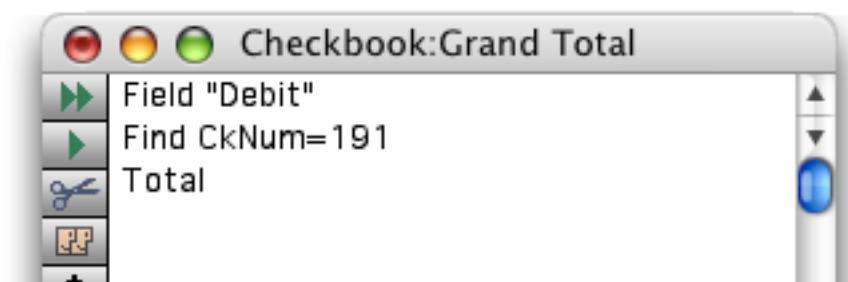 Checkbook:Grand Total
Field "Debit"
Find CkNum=191
Total